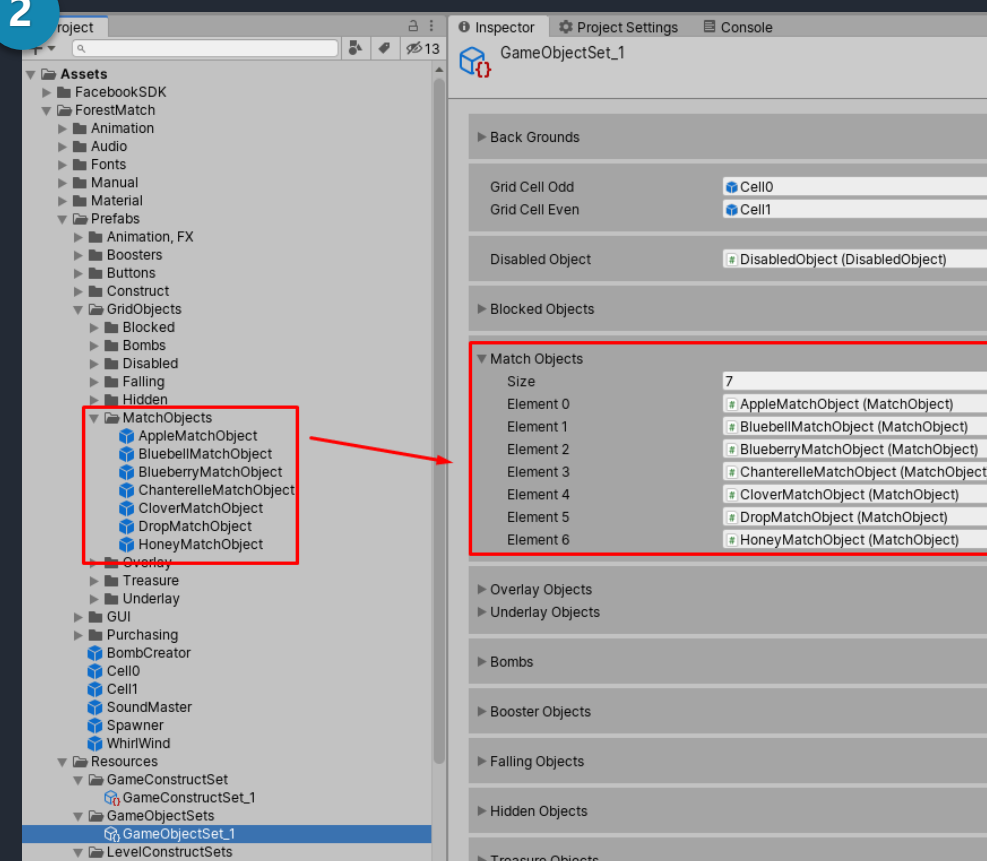 2
roject
13
Assets
FacebookSDK
ForestMatch
Animation
Audio
Fonts
Manual
Material
Prefabs
Animation, FX
Boosters
Buttons
Construct
GridObjects
Blocked
Bombs
Disabled
Falling
Hidden
MatchObjects
AppleMatchObject
BluebellMatchObject
BlueberryMatchObject
ChanterelleMatchObject
CloverMatchObject
DropMatchObject
HoneyMatchObject
Overlay
Treasure
Underlay
GUI
Purchasing
BombCreator
Cell0
Cell1
SoundMaster
Spawner
WhirlWind
Resources
GameConstructSet
GameConstructSet_1
GameObjectSets
GameObjectSet_1
LevelConstructSets
Inspector Project Settings Console
GameObjectSet_1
Back Grounds
Grid Cell Odd Cell0
Grid Cell Even Cell1
Disabled Object DisabledObject (DisabledObject)
Blocked Objects
Match Objects
Size 7
Element 0 AppleMatchObject (MatchObject)
Element 1 BluebellMatchObject (MatchObject)
Element 2 BlueberryMatchObject (MatchObject)
Element 3 ChanterelleMatchObject (MatchObject
Element 4 CloverMatchObject (MatchObject)
Element 5 DropMatchObject (MatchObject)
Element 6 HoneyMatchObject (MatchObject)
Overlay Objects
Underlay Objects
Bombs
Booster Objects
Falling Objects
Hidden Objects
Treasure Objects